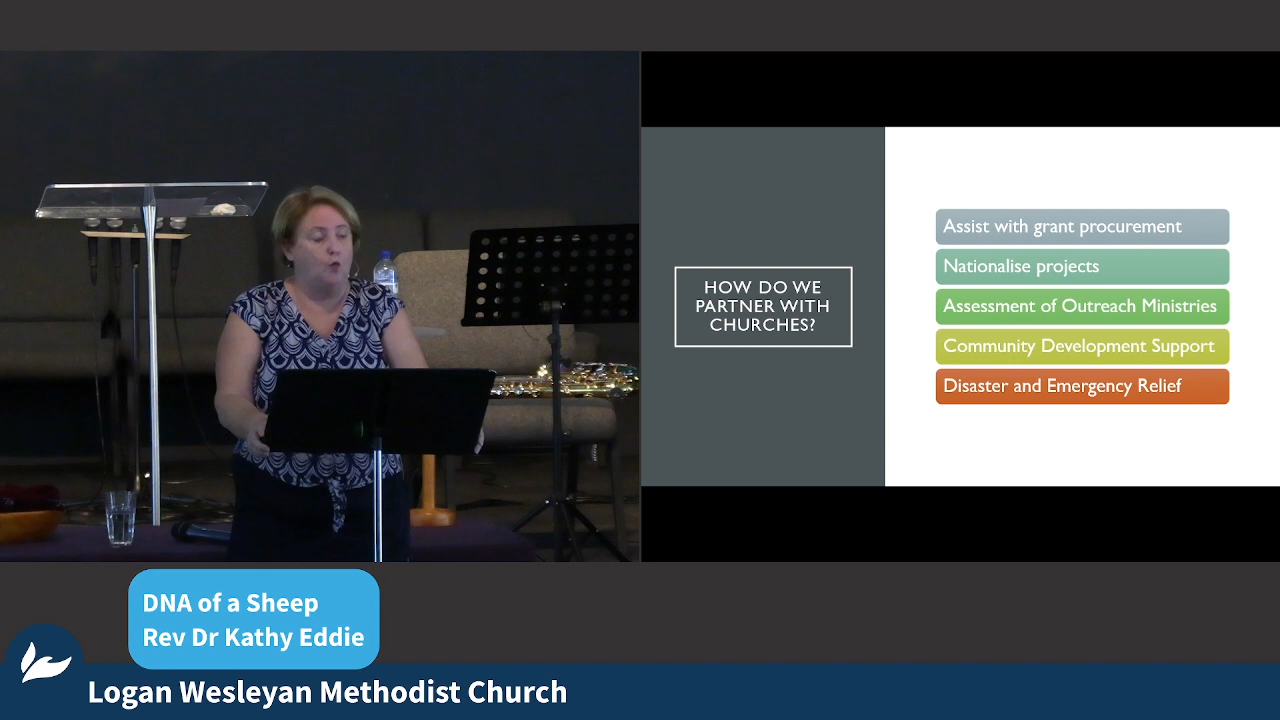 HOW DO WE
PARTNER WITH
CHURCHES?
Assist with grant procurement
Nationalise projects
Assessment of Outreach Ministries
Community Development Support
Disaster and Emergency Relief
DNA of a Sheep
Rev Dr Kathy Eddie
Logan Wesleyan Methodist Church